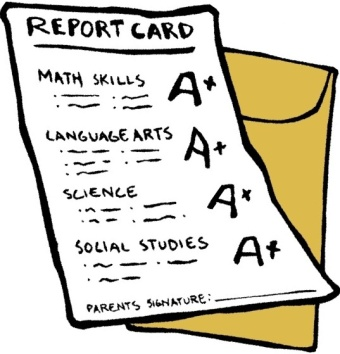 REPORT CARD
MATH SKILLS A+
LANGUAGE ARTS A+
SCIENCE A+
SOCIAL STUDIES A+
PARENTS SIGNATURE: